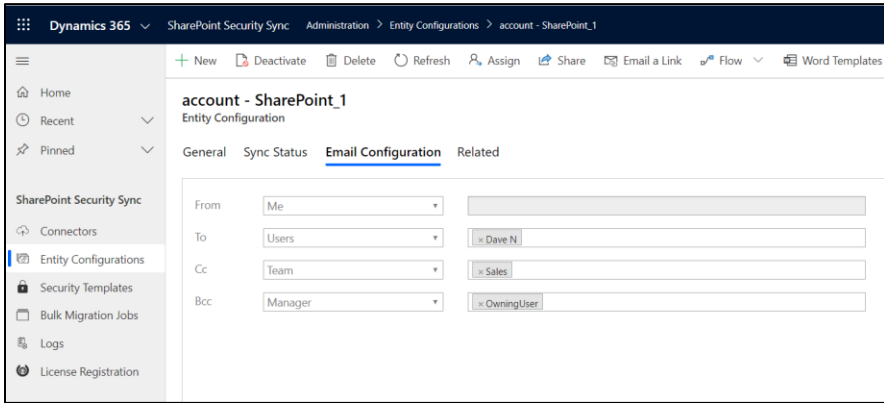 Dynamics 365 SharePoint Security Sync Administration > Entity Configurations > account - SharePoint_1
New Deactivate Delete Refresh Assign Share Email a Link Flow Word Templates
Home
Recent
Pinned
SharePoint Security Sync
Connectors
Entity Configurations
Security Templates
Bulk Migration Jobs
Logs
License Registration
account - SharePoint_1
Entity Configuration
General Sync Status Email Configuration Related
From Me
To Users × Dave N
Cc Team × Sales
Bcc Manager × OwningUser